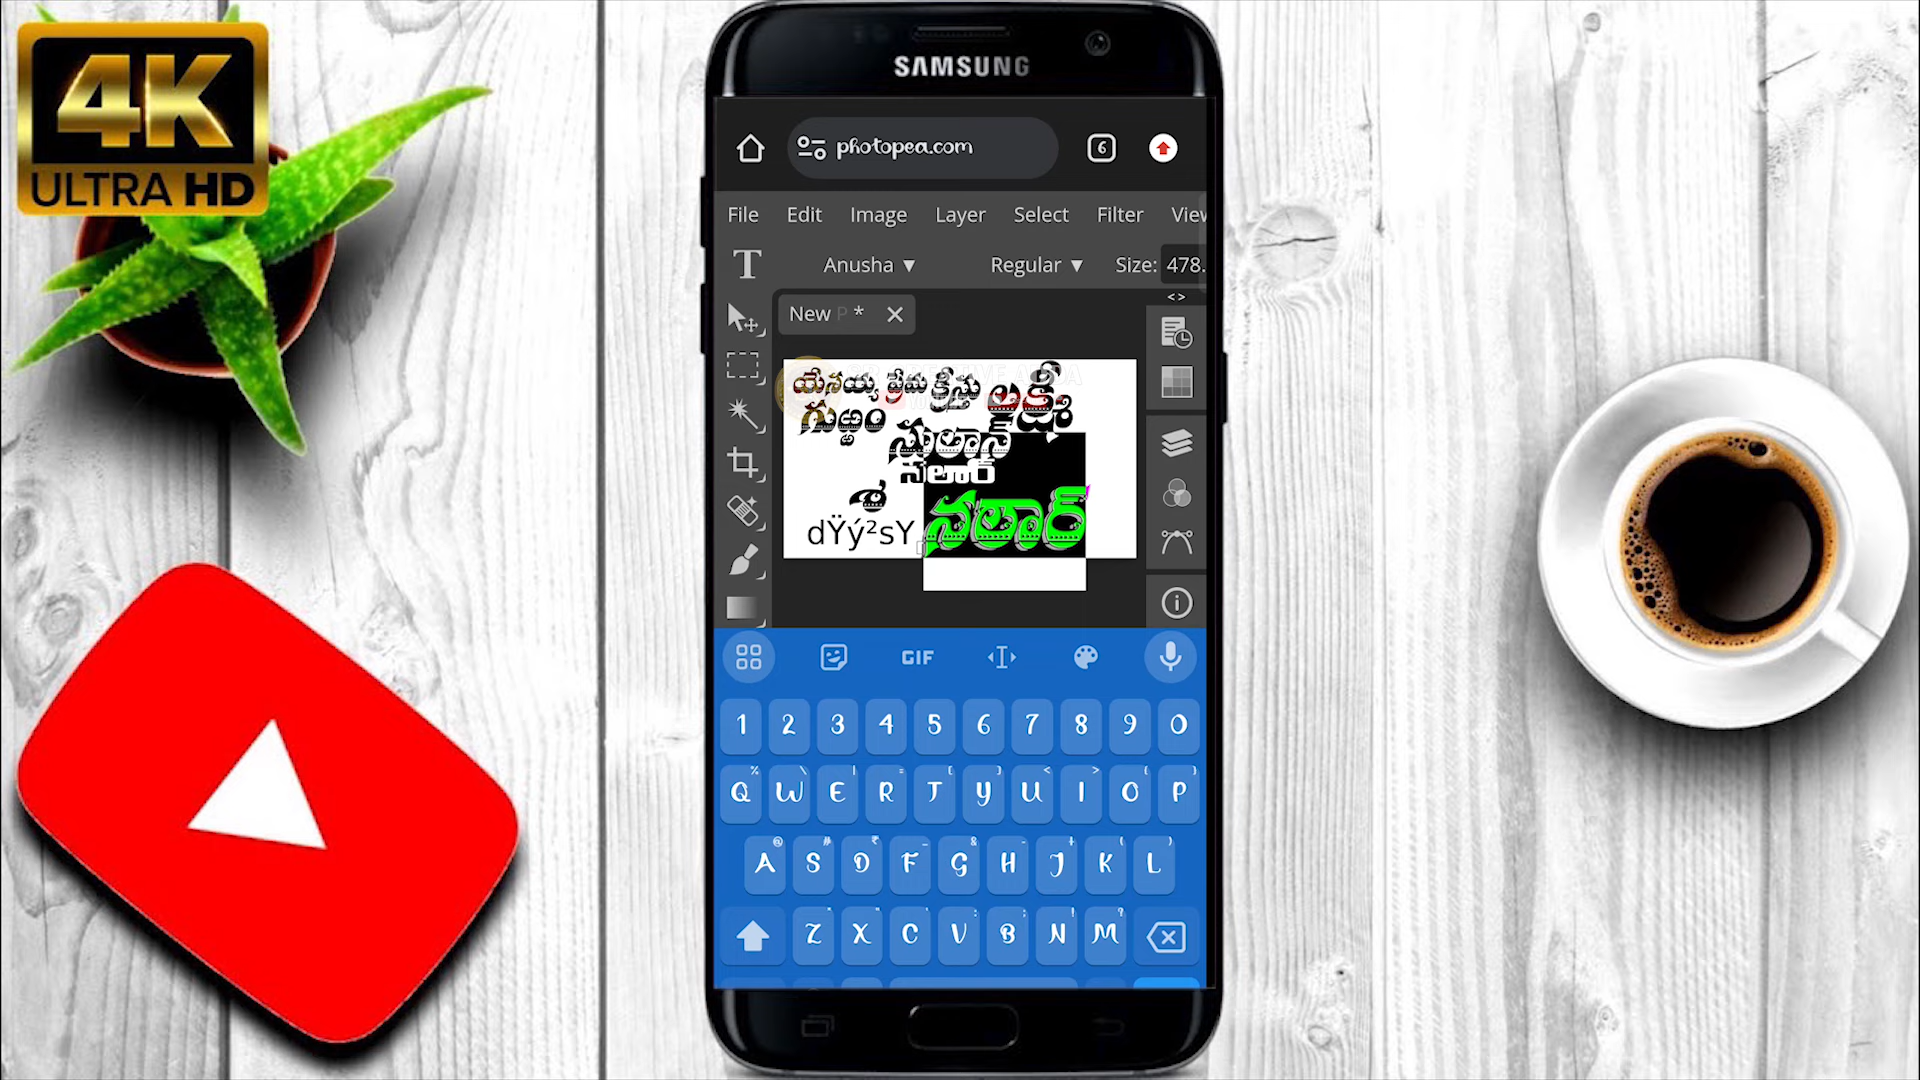 4K
ULTRA HD
SAMSUNG
photopea.com
6
File Edit Image Layer Select Filter View
T Anusha ▼ Regular ▼ Size: 478.
New P *
< >
యేసయ్య ప్రేమ క్రీస్తు లక్ష్మీ
గుఱ్ఱం
సుల్తాన్
సలార్
శ
dŸý²sY సలార్
GIF
1 2 3 4 5 6 7 8 9 0
Q W E R T Y U I O P
A S D F G H J K L
Z X C V B N M